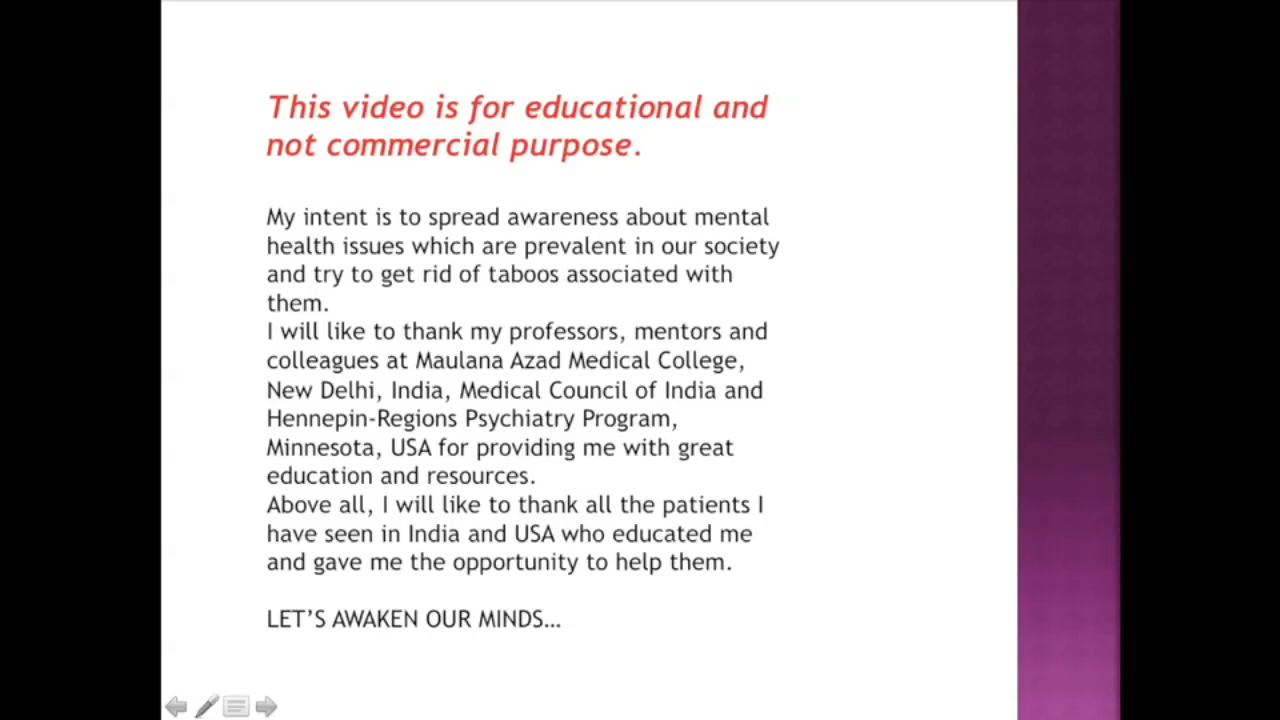 This video is for educational and
not commercial purpose.
My intent is to spread awareness about mental
health issues which are prevalent in our society
and try to get rid of taboos associated with
them.
I will like to thank my professors, mentors and
colleagues at Maulana Azad Medical College,
New Delhi, India, Medical Council of India and
Hennepin-Regions Psychiatry Program,
Minnesota, USA for providing me with great
education and resources.
Above all, I will like to thank all the patients I
have seen in India and USA who educated me
and gave me the opportunity to help them.
LET’S AWAKEN OUR MINDS…